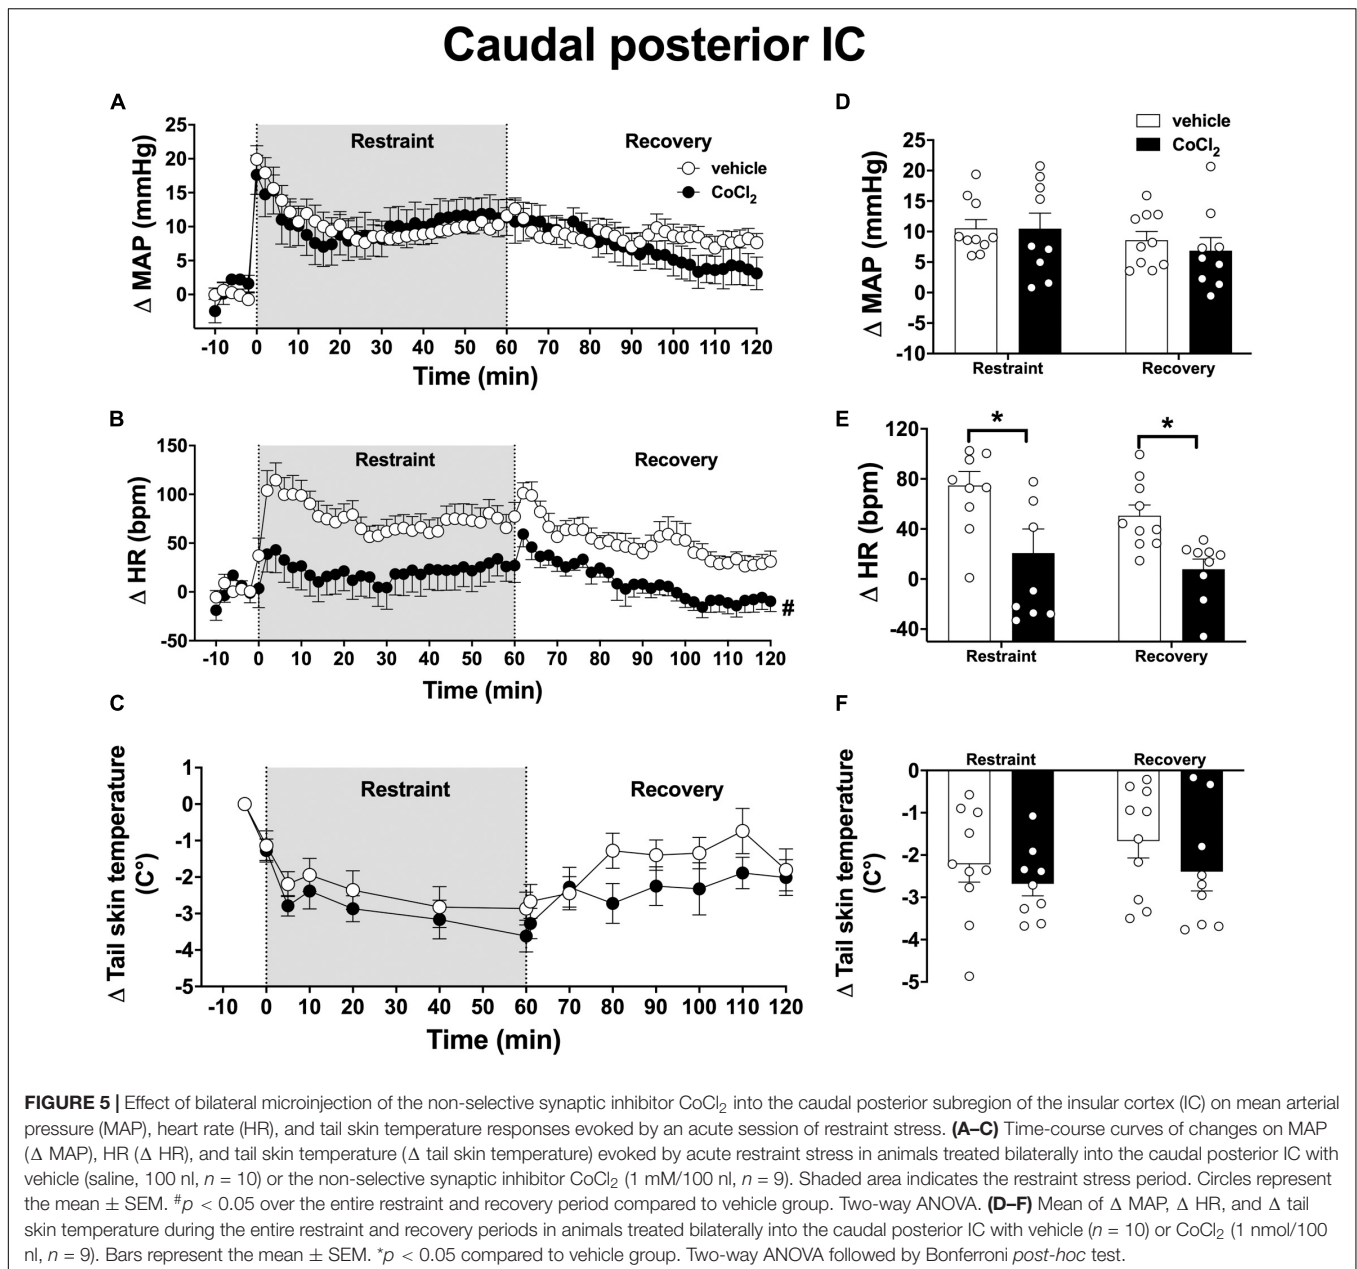 Caudal posterior IC
A
Δ MAP (mmHg)
25
20
15
10
5
0
Restraint
Recovery
vehicle
CoCl2
-10 0 10 20 30 40 50 60 70 80 90 100 110 120
Time (min)
D
vehicle
CoCl2
Δ MAP (mmHg)
25
20
15
10
5
0
-5
-10
Restraint Recovery
B
Δ HR (bpm)
150
100
50
0
-50
Restraint
Recovery
#
-10 0 10 20 30 40 50 60 70 80 90 100 110 120
Time (min)
E
Δ HR (bpm)
120
80
40
0
-40
* *
Restraint Recovery
C
Δ Tail skin temperature
(C°)
1
0
-1
-2
-3
-4
-5
Restraint
Recovery
-10 0 10 20 30 40 50 60 70 80 90 100 110 120
Time (min)
F
Δ Tail skin temperature
(C°)
Restraint Recovery
0
-1
-2
-3
-4
-5
FIGURE 5 | Effect of bilateral microinjection of the non-selective synaptic inhibitor CoCl2 into the caudal posterior subregion of the insular cortex (IC) on mean arterial
pressure (MAP), heart rate (HR), and tail skin temperature responses evoked by an acute session of restraint stress. (A–C) Time-course curves of changes on MAP
(Δ MAP), HR (Δ HR), and tail skin temperature (Δ tail skin temperature) evoked by acute restraint stress in animals treated bilaterally into the caudal posterior IC with
vehicle (saline, 100 nl, n = 10) or the non-selective synaptic inhibitor CoCl2 (1 mM/100 nl, n = 9). Shaded area indicates the restraint stress period. Circles represent
the mean ± SEM. #p < 0.05 over the entire restraint and recovery period compared to vehicle group. Two-way ANOVA. (D–F) Mean of Δ MAP, Δ HR, and Δ tail
skin temperature during the entire restraint and recovery periods in animals treated bilaterally into the caudal posterior IC with vehicle (n = 10) or CoCl2 (1 nmol/100
nl, n = 9). Bars represent the mean ± SEM. *p < 0.05 compared to vehicle group. Two-way ANOVA followed by Bonferroni post-hoc test.